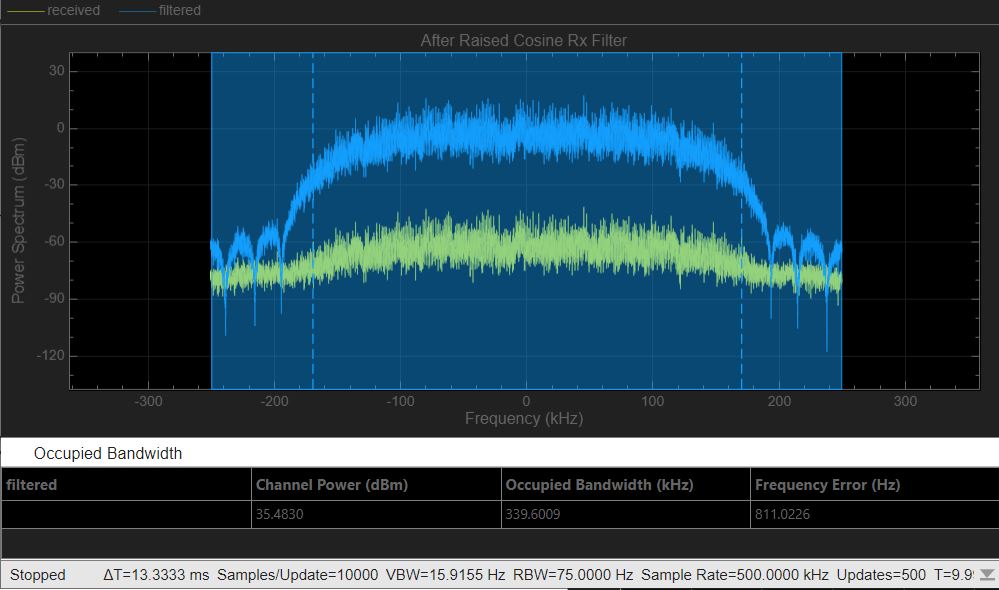 received filtered
After Raised Cosine Rx Filter
30
0
-30
-60
-90
-120
Power Spectrum (dBm)
-300 -200 -100 0 100 200 300
Frequency (kHz)
Occupied Bandwidth
filtered Channel Power (dBm) Occupied Bandwidth (kHz) Frequency Error (Hz)
35.4830 339.6009 811.0226
Stopped ΔT=13.3333 ms Samples/Update=10000 VBW=15.9155 Hz RBW=75.0000 Hz Sample Rate=500.0000 kHz Updates=500 T=9.9